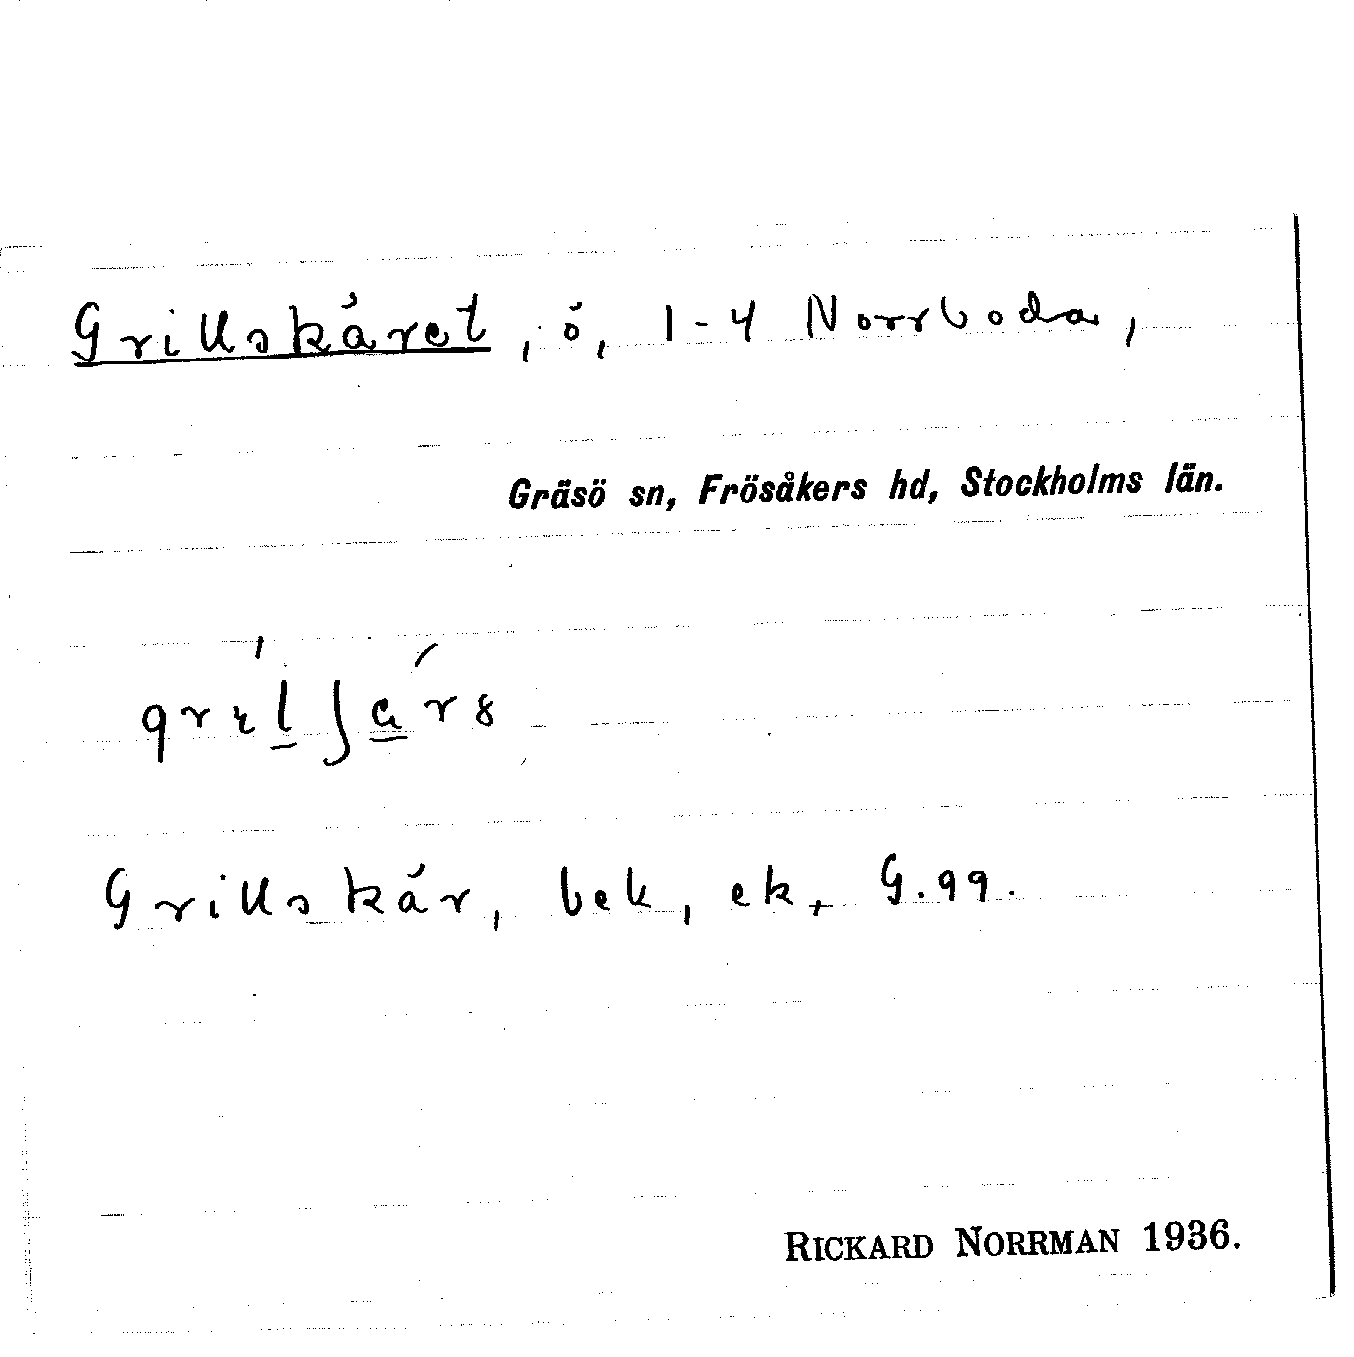 Grillskäret, ö, 1-4 Norrboda,
Gräsö sn, Frösåkers hd, Stockholms län.
Grillskär, bek, ek, G.99.
RICKARD NORRMAN 1936.